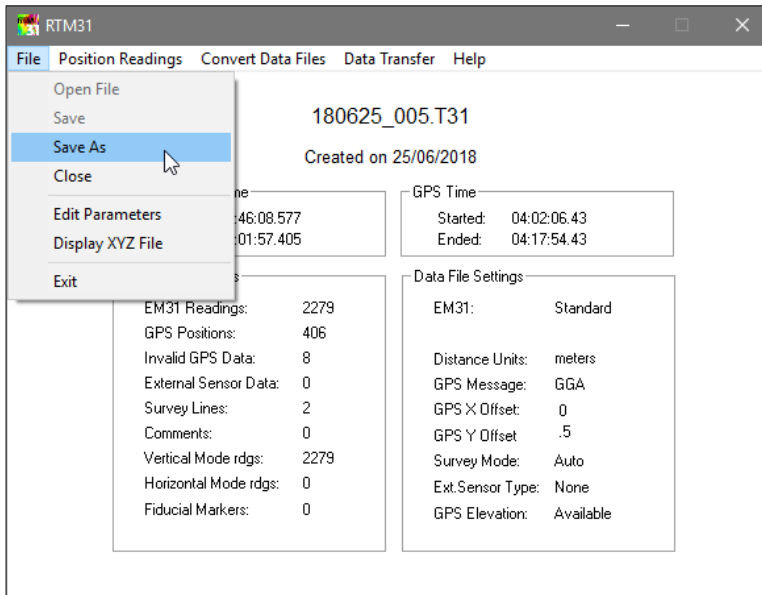 RTM31
File Position Readings Convert Data Files Data Transfer Help
Open File
Save
Save As
Close
Edit Parameters
Display XYZ File
Exit
180625_005.T31
Created on 25/06/2018
:46:08.577
:01:57.405
GPS Time
Started: 04:02:06.43
Ended: 04:17:54.43
EM31 Readings: 2279
GPS Positions: 406
Invalid GPS Data: 8
External Sensor Data: 0
Survey Lines: 2
Comments: 0
Vertical Mode rdgs: 2279
Horizontal Mode rdgs: 0
Fiducial Markers: 0
Data File Settings
EM31: Standard
Distance Units: meters
GPS Message: GGA
GPS X Offset: 0
GPS Y Offset .5
Survey Mode: Auto
Ext.Sensor Type: None
GPS Elevation: Available